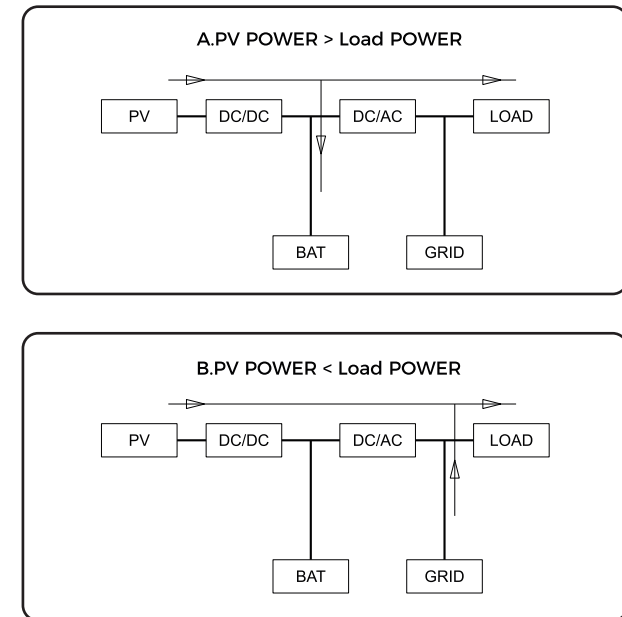 A.PV POWER > Load POWER
PV DC/DC DC/AC LOAD
BAT GRID
B.PV POWER < Load POWER
PV DC/DC DC/AC LOAD
BAT GRID